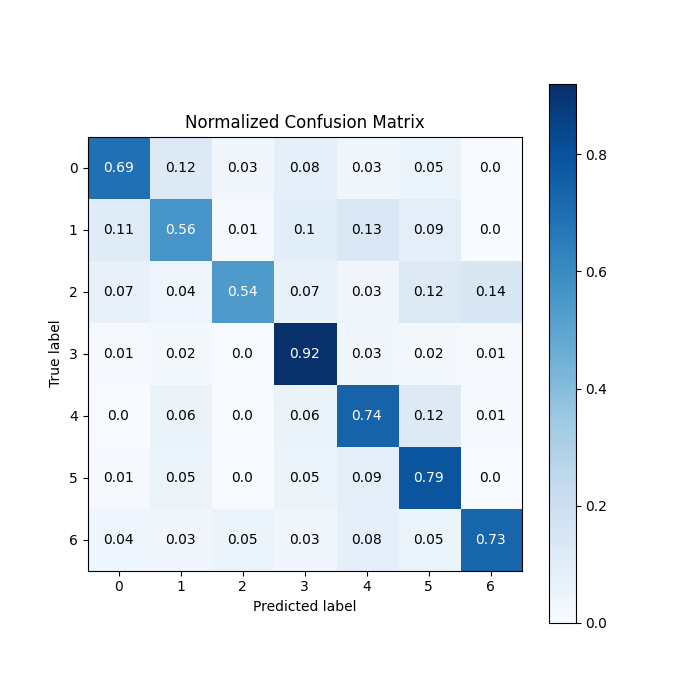 Normalized Confusion Matrix
0 0.69 0.12 0.03 0.08 0.03 0.05 0.0
1 0.11 0.56 0.01 0.1 0.13 0.09 0.0
2 0.07 0.04 0.54 0.07 0.03 0.12 0.14
3 0.01 0.02 0.0 0.92 0.03 0.02 0.01
4 0.0 0.06 0.0 0.06 0.74 0.12 0.01
5 0.01 0.05 0.0 0.05 0.09 0.79 0.0
6 0.04 0.03 0.05 0.03 0.08 0.05 0.73
0 1 2 3 4 5 6
Predicted label
True label
0.8
0.6
0.4
0.2
0.0